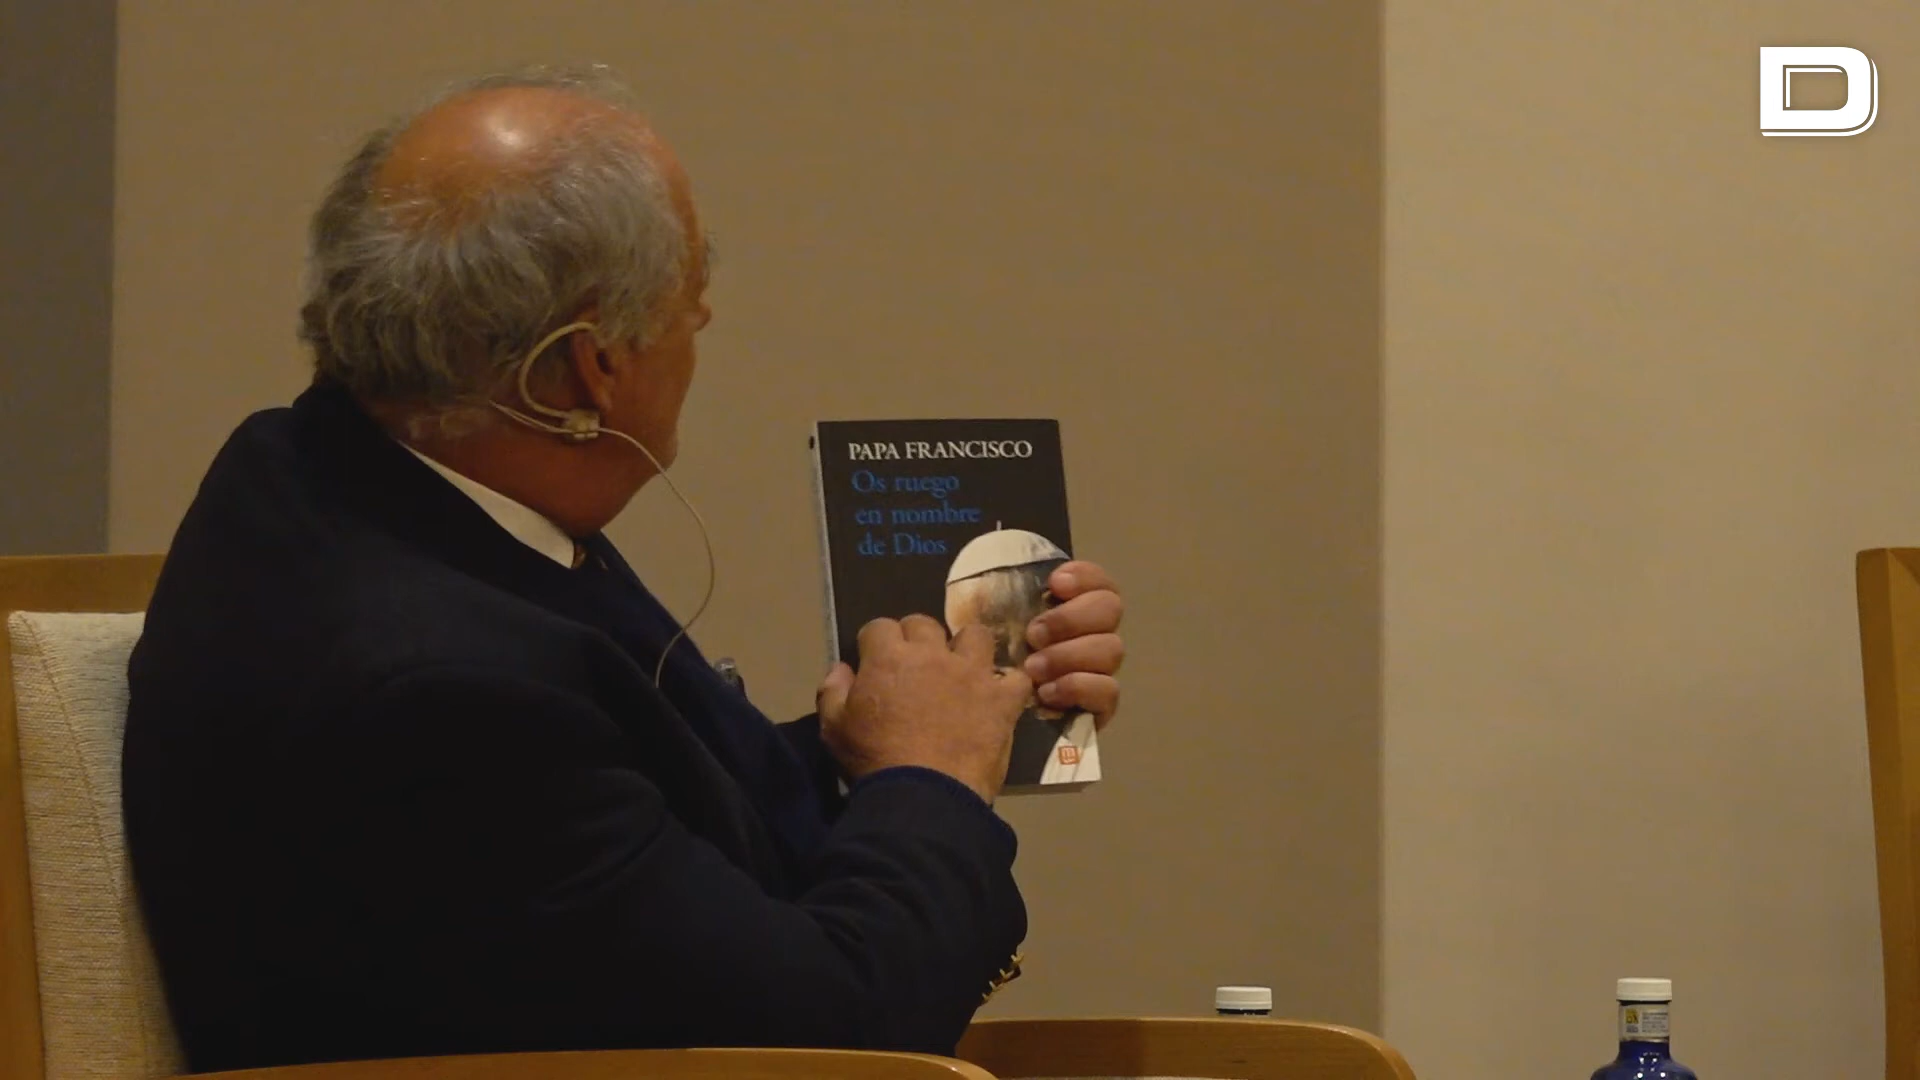 D
PAPA FRANCISCO
Os ruego
en nombre
de Dios